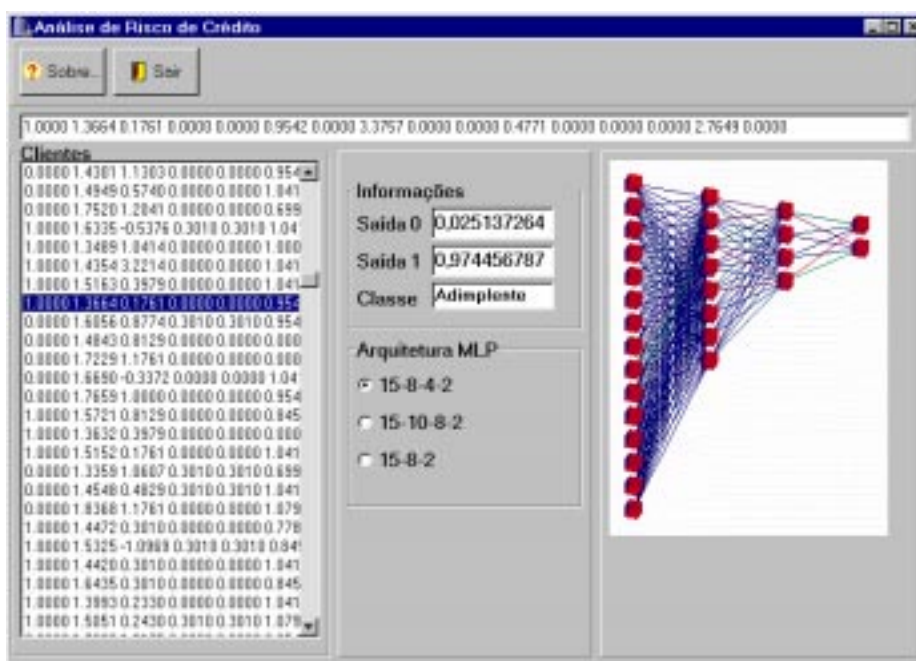 Análise de Risco de Crédito
Sobre...
Sair
1.0000 1.3664 0.1761 0.0000 0.0000 0.9542 0.0000 3.3757 0.0000 0.0000 0.4771 0.0000 0.0000 0.0000 2.7649 0.0000
Clientes
0.0000 1.4301 1.1303 0.0000 0.0000 0.954
1.0000 1.4949 0.5740 0.0000 0.0000 1.041
0.0000 1.7520 1.2041 0.0000 0.0000 0.699
1.0000 1.6335 -0.5376 0.3010 0.3010 1.04
1.0000 1.3489 1.0414 0.0000 0.0000 1.000
1.0000 1.4354 3.2214 0.0000 0.0000 1.041
1.0000 1.5163 0.3979 0.0000 0.0000 1.041
1.0000 1.3664 0.1761 0.0000 0.0000 0.954
0.0000 1.6056 0.8774 0.3010 0.3010 0.954
1.0000 1.4843 0.8129 0.0000 0.0000 0.000
1.0000 1.7229 1.1761 0.0000 0.0000 0.000
0.0000 1.6690 -0.3372 0.0000 0.0000 1.04
1.0000 1.7659 1.0000 0.0000 0.0000 0.954
1.0000 1.5721 0.8129 0.0000 0.0000 0.845
1.0000 1.3632 0.3979 0.0000 0.0000 0.000
1.0000 1.5152 0.1761 0.0000 0.0000 1.041
0.0000 1.3359 1.0607 0.3010 0.3010 0.699
0.0000 1.4548 0.4829 0.3010 0.3010 1.041
0.0000 1.8368 1.1761 0.0000 0.0000 1.079
1.0000 1.4472 0.3010 0.0000 0.0000 0.778
1.0000 1.5325 -1.0969 0.3010 0.3010 0.84
1.0000 1.4420 0.3010 0.0000 0.0000 1.041
1.0000 1.6435 0.3010 0.0000 0.0000 0.845
1.0000 1.3993 0.2330 0.0000 0.0000 1.041
1.0000 1.5051 0.2430 0.3010 0.3010 1.079
Informações
Saida 0 0,025137264
Saida 1 0,974456787
Classe Adimplente
Arquitetura MLP
15-8-4-2
15-10-8-2
15-8-2